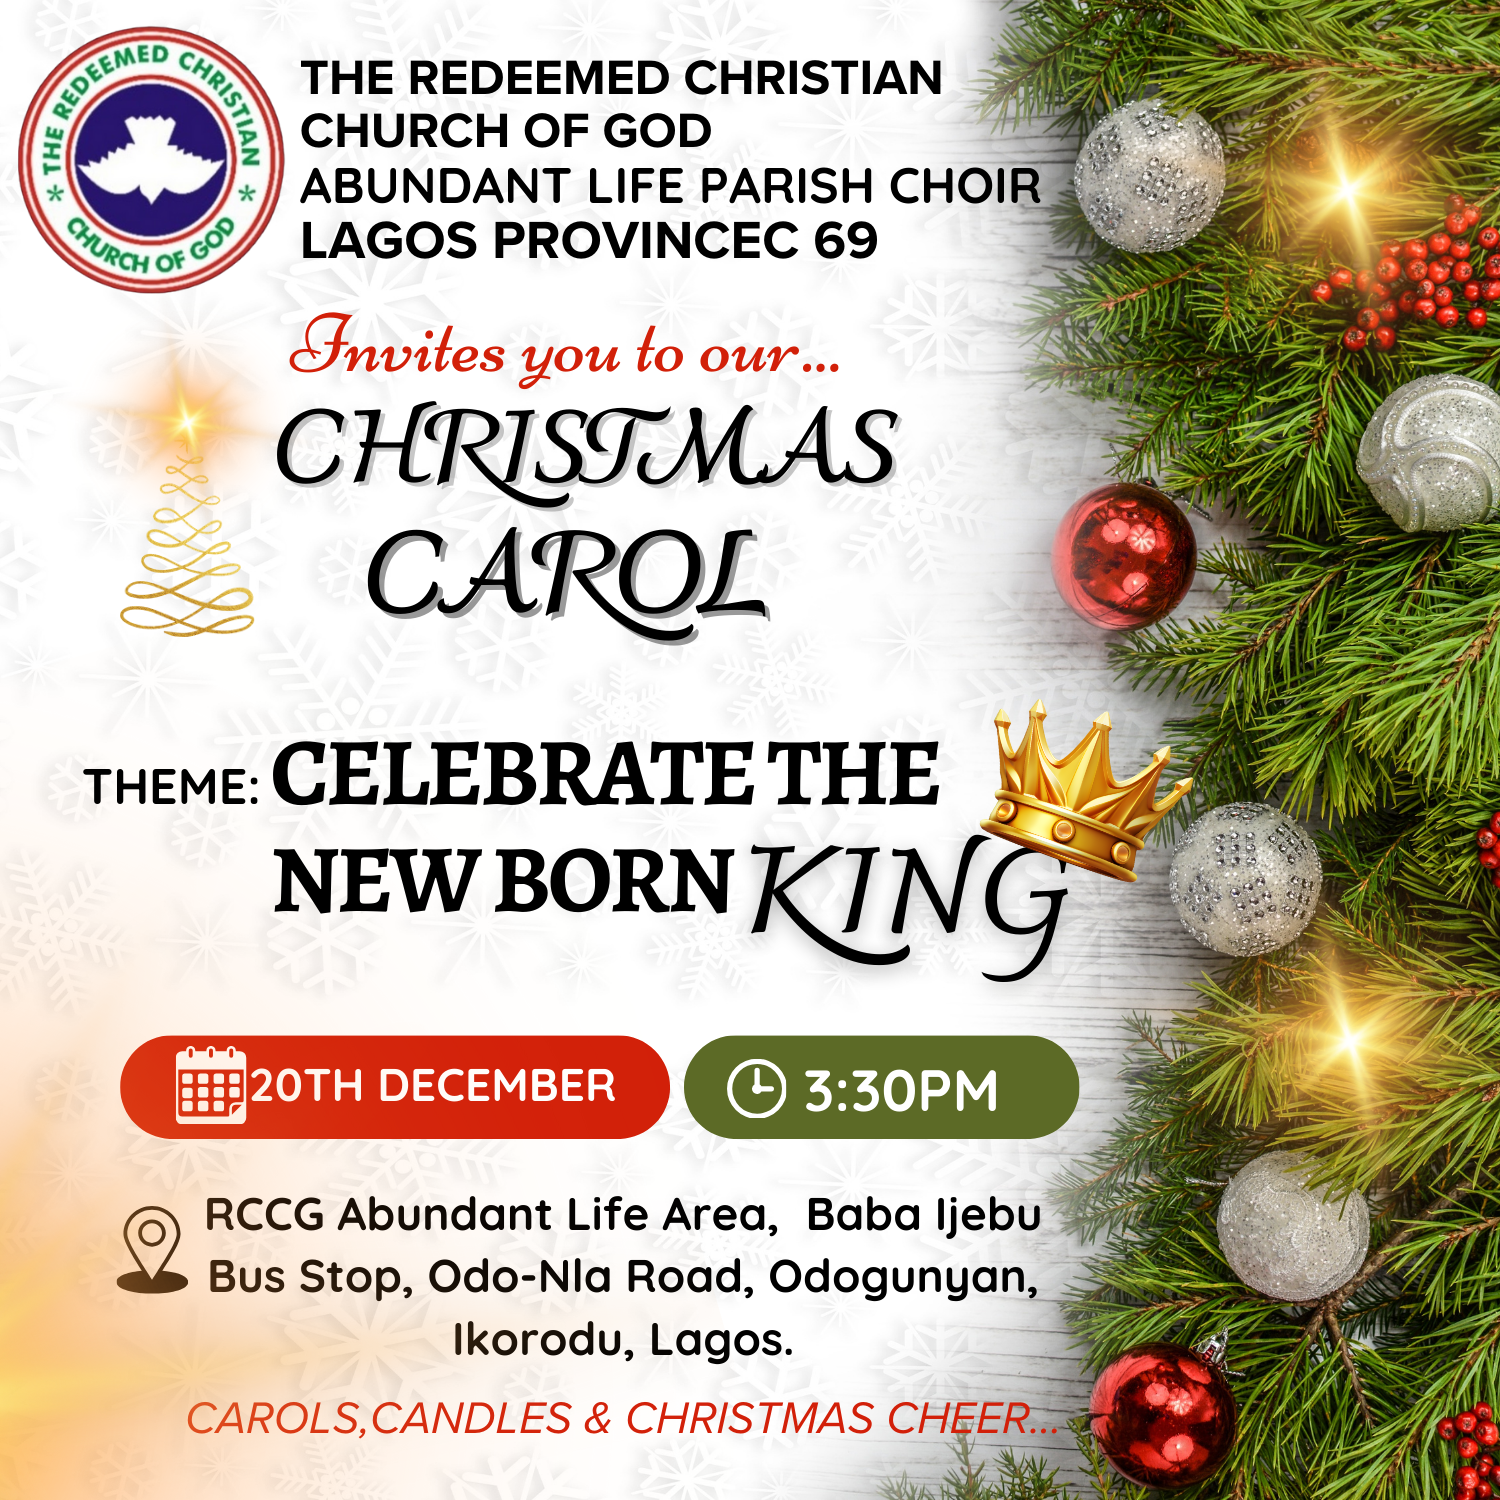 THE REDEEMED CHRISTIAN
CHURCH OF GOD
THE REDEEMED CHRISTIAN
CHURCH OF GOD
ABUNDANT LIFE PARISH CHOIR
LAGOS PROVINCEC 69
Invites you to our...
CHRISTMAS
CAROL
THEME: CELEBRATE THE
NEW BORN KING
20TH DECEMBER
3:30PM
RCCG Abundant Life Area, Baba Ijebu
Bus Stop, Odo-Nla Road, Odogunyan,
Ikorodu, Lagos.
CAROLS,CANDLES & CHRISTMAS CHEER...